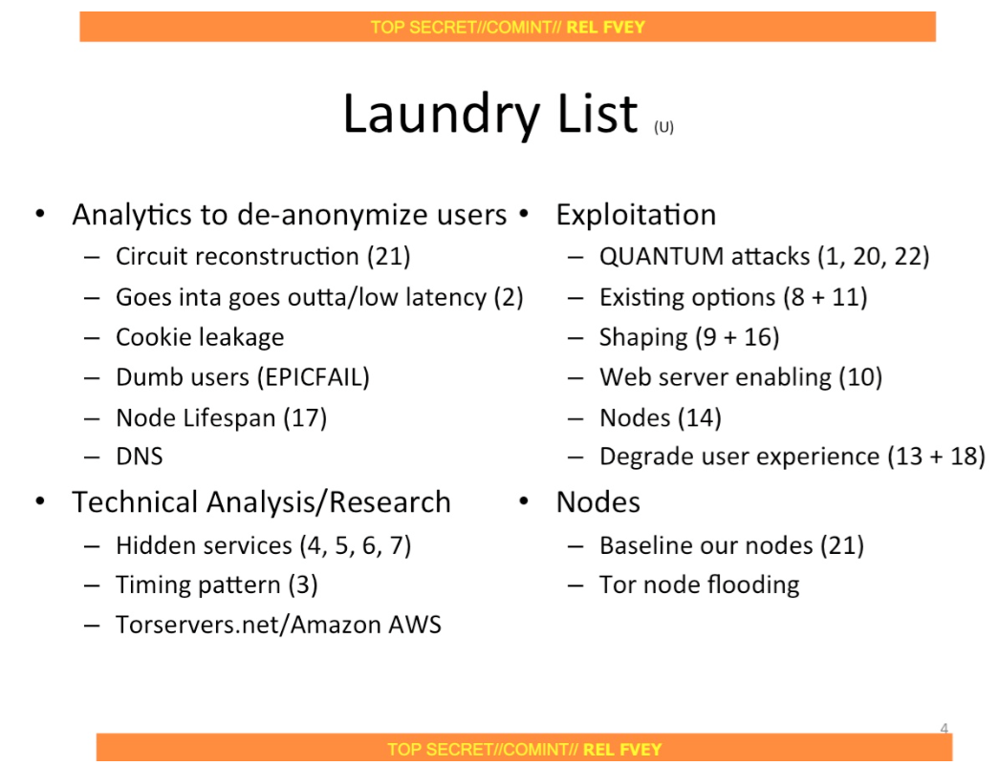 TOP SECRET//COMINT// REL FVEY
Laundry List (U)
• Analytics to de-anonymize users
– Circuit reconstruction (21)
– Goes inta goes outta/low latency (2)
– Cookie leakage
– Dumb users (EPICFAIL)
– Node Lifespan (17)
– DNS
• Technical Analysis/Research
– Hidden services (4, 5, 6, 7)
– Timing pattern (3)
– Torservers.net/Amazon AWS
• Exploitation
– QUANTUM attacks (1, 20, 22)
– Existing options (8 + 11)
– Shaping (9 + 16)
– Web server enabling (10)
– Nodes (14)
– Degrade user experience (13 + 18)
• Nodes
– Baseline our nodes (21)
– Tor node flooding
4
TOP SECRET//COMINT// REL FVEY